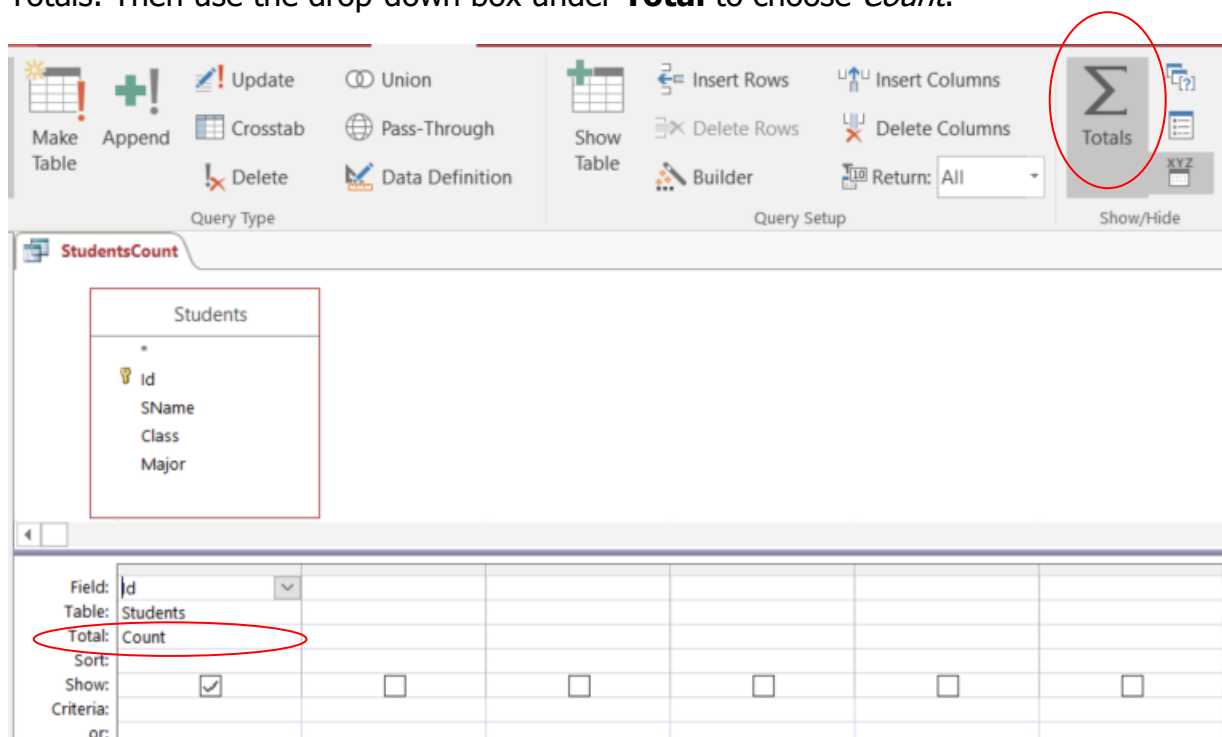 Totals. Then use the drop-down box under Total to choose Count.
Make Table
Append
Update
Crosstab
Delete
Union
Pass-Through
Data Definition
Query Type
Show Table
Insert Rows
Delete Rows
Builder
Insert Columns
Delete Columns
10 Return: All
Query Setup
Σ
Totals
[?]
XYZ
Show/Hide
StudentsCount
Students
*
Id
SName
Class
Major
Field: Id
Table: Students
Total: Count
Sort:
Show:
Criteria:
or: